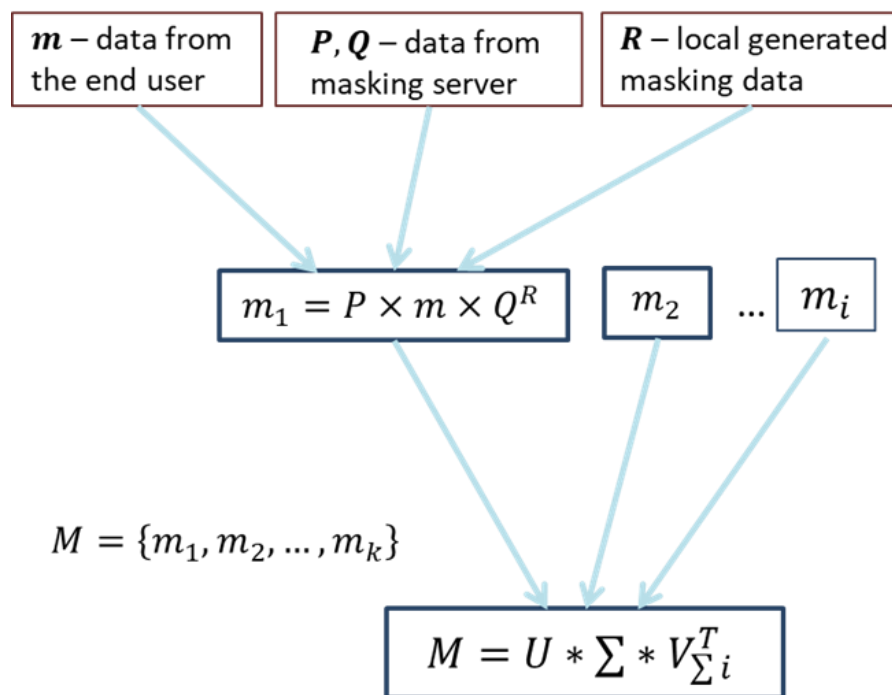 m – data from
the end user
P, Q – data from
masking server
R – local generated
masking data
m₁ = P × m × Q^R
m₂
...
mᵢ
M = {m₁, m₂, ..., mₖ}
M = U * Σ * V_Σᵢ^T